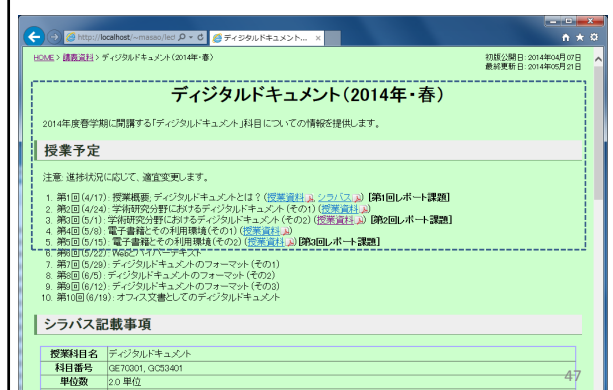 http://localhost/~masao/lect
ディジタルドキュメント...
HOME > 講義資料 > ディジタルドキュメント(2014年・春)
初版公開日: 2014年04月07日
最終更新日: 2014年05月21日
ディジタルドキュメント(2014年・春)
2014年度春学期に開講する「ディジタルドキュメント」科目についての情報を提供します。
授業予定
注意: 進捗状況に応じて、適宜変更します。
1. 第1回(4/17): 授業概要; ディジタルドキュメントとは? (授業資料, シラバス) [第1回レポート課題]
2. 第2回(4/24): 学術研究分野におけるディジタルドキュメント(その1) (授業資料)
3. 第3回(5/1): 学術研究分野におけるディジタルドキュメント(その2) (授業資料) [第2回レポート課題]
4. 第4回(5/8): 電子書籍とその利用環境(その1) (授業資料)
5. 第5回(5/15): 電子書籍とその利用環境(その2) (授業資料) [第3回レポート課題]
6. 第6回(5/22): Webとハイパーテキスト
7. 第7回(5/29): ディジタルドキュメントのフォーマット(その1)
8. 第8回(6/5): ディジタルドキュメントのフォーマット(その2)
9. 第9回(6/12): ディジタルドキュメントのフォーマット(その3)
10. 第10回(6/19): オフィス文書としてのディジタルドキュメント
シラバス記載事項
授業科目名 ディジタルドキュメント
科目番号 GE70301, GC53401
単位数 2.0 単位
47